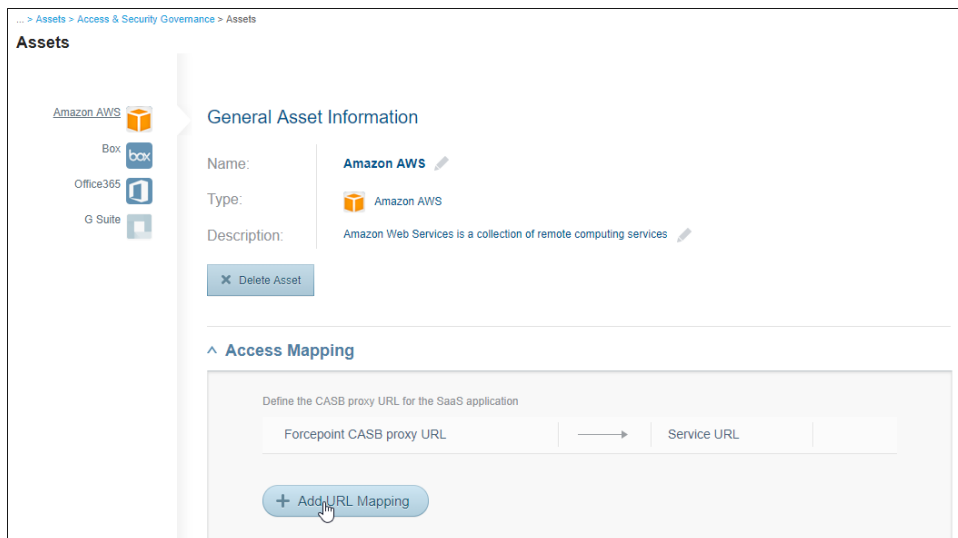 ... > Assets > Access & Security Governance > Assets
Assets
Amazon AWS
Box
box
Office365
G Suite
General Asset Information
Name:
Amazon AWS
Type:
Amazon AWS
Description:
Amazon Web Services is a collection of remote computing services
Delete Asset
Access Mapping
Define the CASB proxy URL for the SaaS application
Forcepoint CASB proxy URL
Service URL
Add URL Mapping